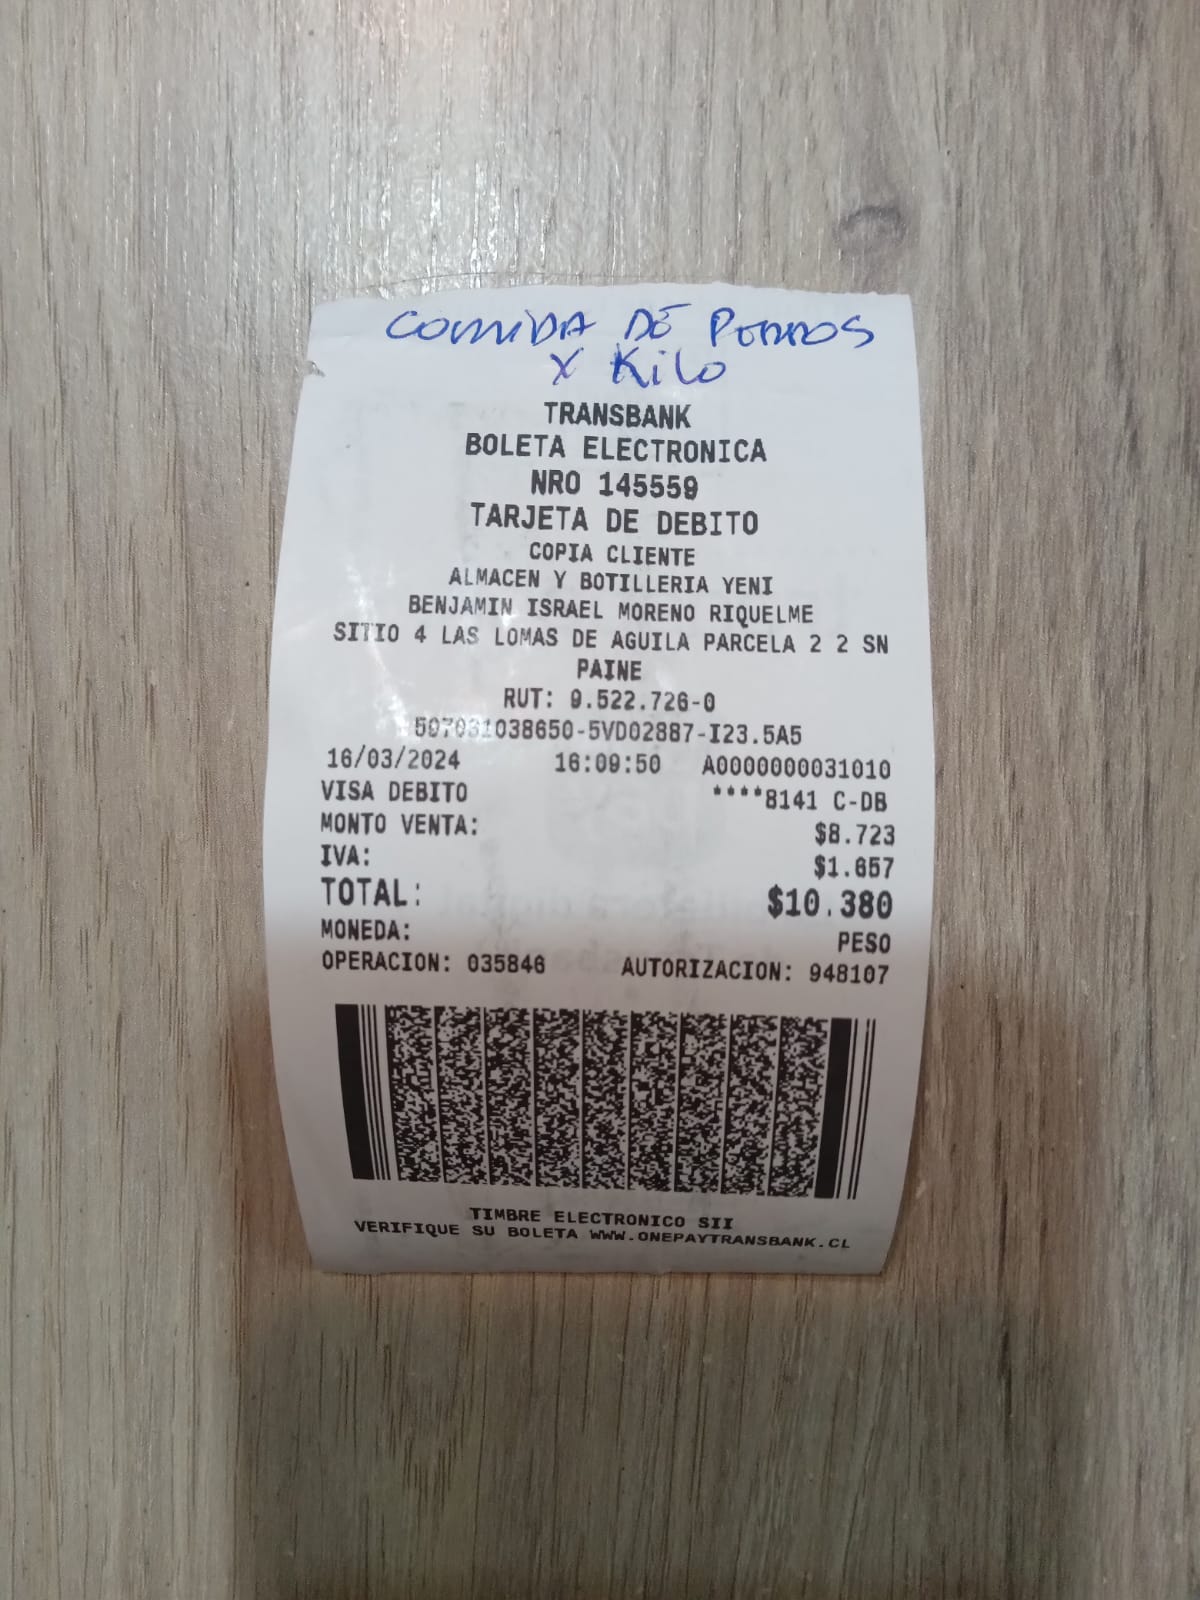 COMIDA DE PERROS
X KiLO
TRANSBANK
BOLETA ELECTRONICA
NRO 145559
TARJETA DE DEBITO
COPIA CLIENTE
ALMACEN Y BOTILLERIA YENI
BENJAMIN ISRAEL MORENO RIQUELME
SITIO 4 LAS LOMAS DE AGUILA PARCELA 2 2 SN
PAINE
RUT: 9.522.726-0
597031038650-5VD02887-I23.5A5
16/03/2024 16:09:50 A0000000031010
VISA DEBITO ****8141 C-DB
MONTO VENTA: $8.723
IVA: $1.657
TOTAL: $10.380
MONEDA: PESO
OPERACION: 035846 AUTORIZACION: 948107
TIMBRE ELECTRONICO SII
VERIFIQUE SU BOLETA WWW.ONEPAYTRANSBANK.CL